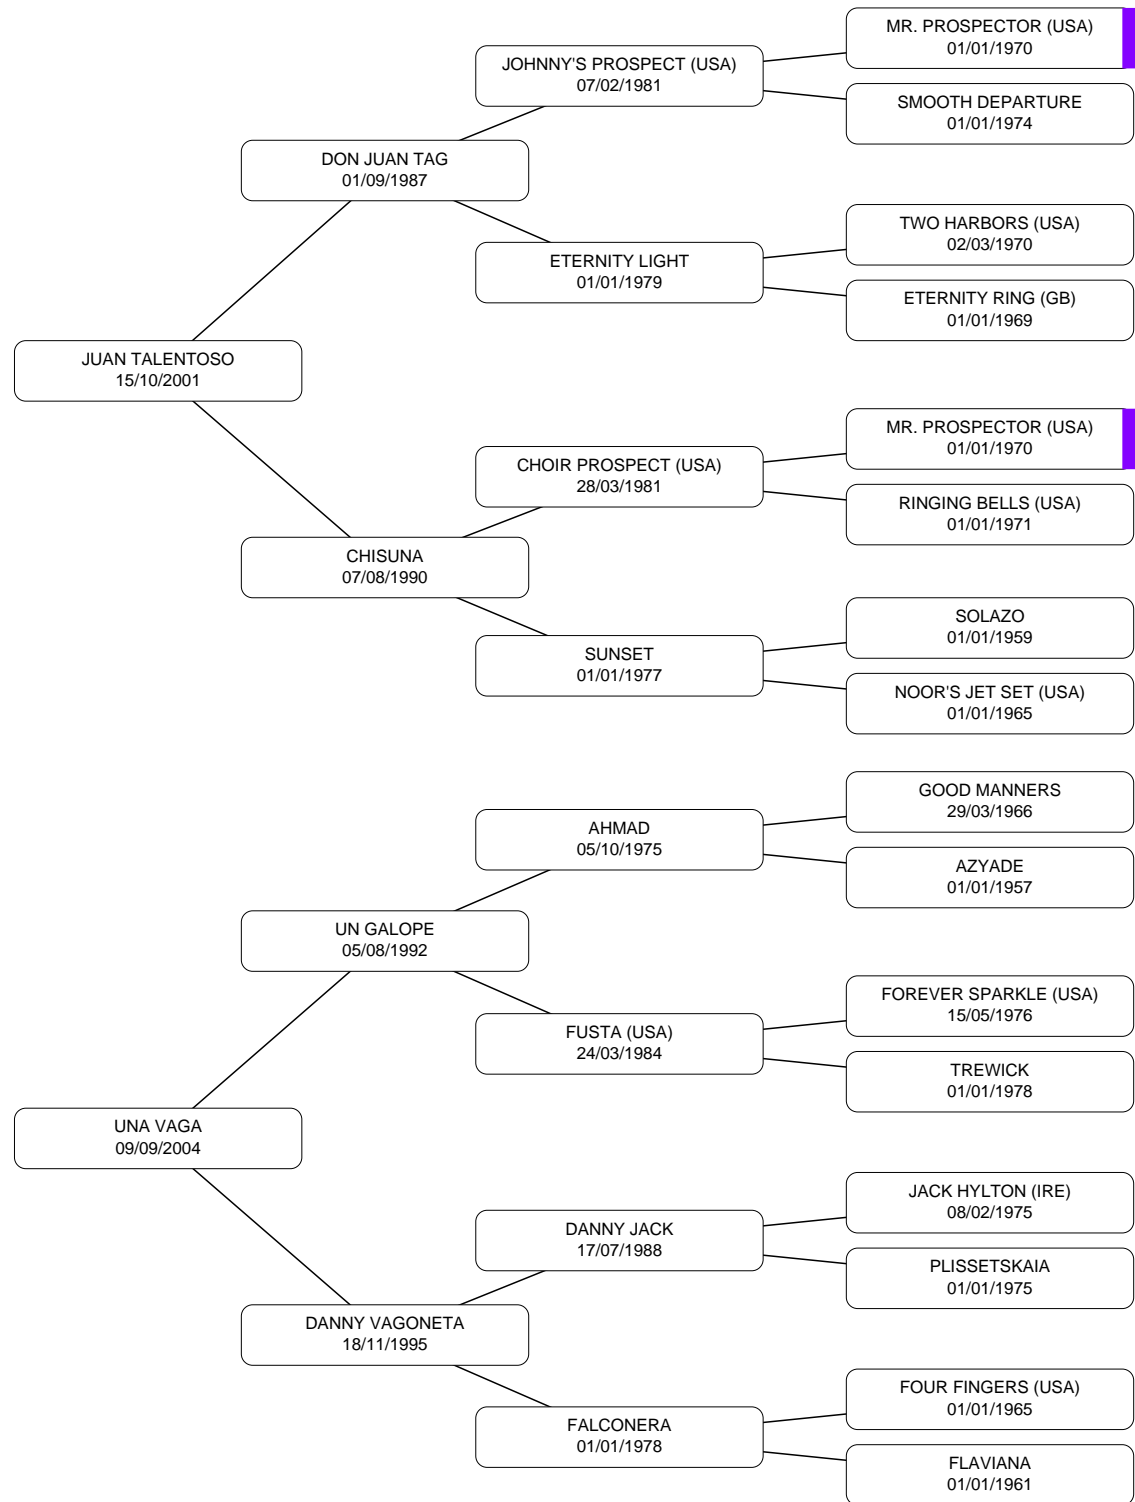 MR. PROSPECTOR (USA)
01/01/1970
JOHNNY'S PROSPECT (USA)
07/02/1981
SMOOTH DEPARTURE
01/01/1974
DON JUAN TAG
01/09/1987
TWO HARBORS (USA)
02/03/1970
ETERNITY LIGHT
01/01/1979
ETERNITY RING (GB)
01/01/1969
JUAN TALENTOSO
15/10/2001
MR. PROSPECTOR (USA)
01/01/1970
CHOIR PROSPECT (USA)
28/03/1981
RINGING BELLS (USA)
01/01/1971
CHISUNA
07/08/1990
SOLAZO
01/01/1959
SUNSET
01/01/1977
NOOR'S JET SET (USA)
01/01/1965
GOOD MANNERS
29/03/1966
AHMAD
05/10/1975
AZYADE
01/01/1957
UN GALOPE
05/08/1992
FOREVER SPARKLE (USA)
15/05/1976
FUSTA (USA)
24/03/1984
TREWICK
01/01/1978
UNA VAGA
09/09/2004
JACK HYLTON (IRE)
08/02/1975
DANNY JACK
17/07/1988
PLISSETSKAIA
01/01/1975
DANNY VAGONETA
18/11/1995
FOUR FINGERS (USA)
01/01/1965
FALCONERA
01/01/1978
FLAVIANA
01/01/1961